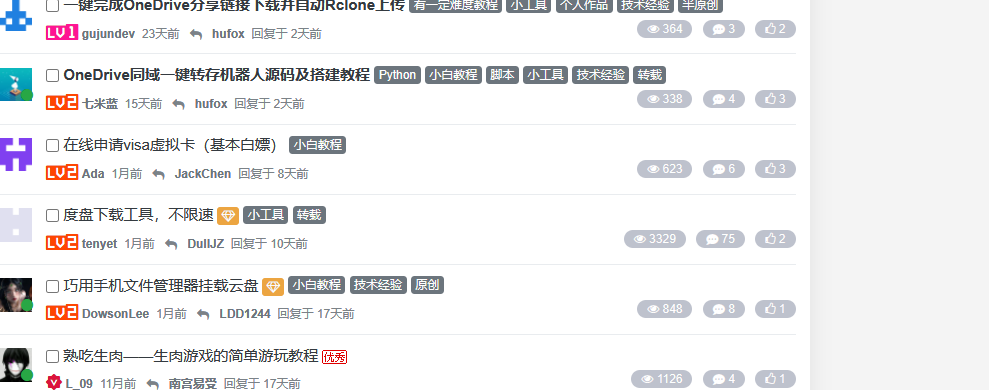 一键完成OneDrive分享链接下载并自动Rclone上传 有一定难度教程 小工具 个人作品 技术经验 半原创
LV1 gujundev 23天前 hufox 回复于 2天前 364 3 2
OneDrive同域一键转存机器人源码及搭建教程 Python 小白教程 脚本 小工具 技术经验 转载
LV2 七米蓝 15天前 hufox 回复于 2天前 338 4 3
在线申请visa虚拟卡（基本白嫖） 小白教程
LV2 Ada 1月前 JackChen 回复于 8天前 623 6 3
度盘下载工具，不限速 小工具 转载
LV2 tenyet 1月前 DullJZ 回复于 10天前 3329 75 2
巧用手机文件管理器挂载云盘 小白教程 技术经验 原创
LV2 DowsonLee 1月前 LDD1244 回复于 17天前 848 8 1
熟吃生肉——生肉游戏的简单游玩教程 优秀
L_09 11月前 南宫易受 回复于 17天前 1126 4 1